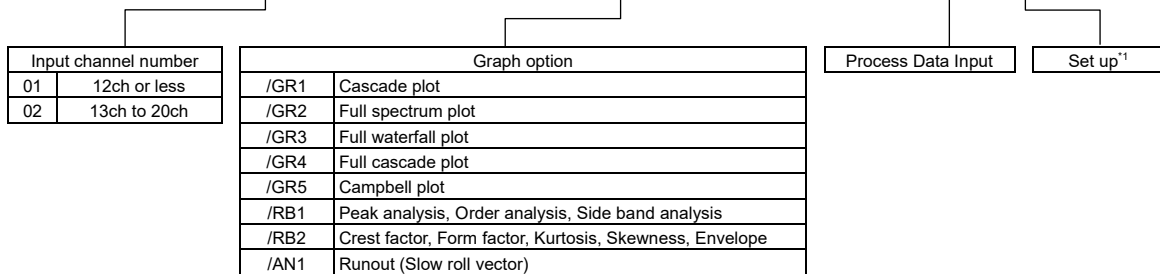 Input channel number
01 12ch or less
02 13ch to 20ch
Graph option
/GR1 Cascade plot
/GR2 Full spectrum plot
/GR3 Full waterfall plot
/GR4 Full cascade plot
/GR5 Campbell plot
/RB1 Peak analysis, Order analysis, Side band analysis
/RB2 Crest factor, Form factor, Kurtosis, Skewness, Envelope
/AN1 Runout (Slow roll vector)
Process Data Input
Set up*1